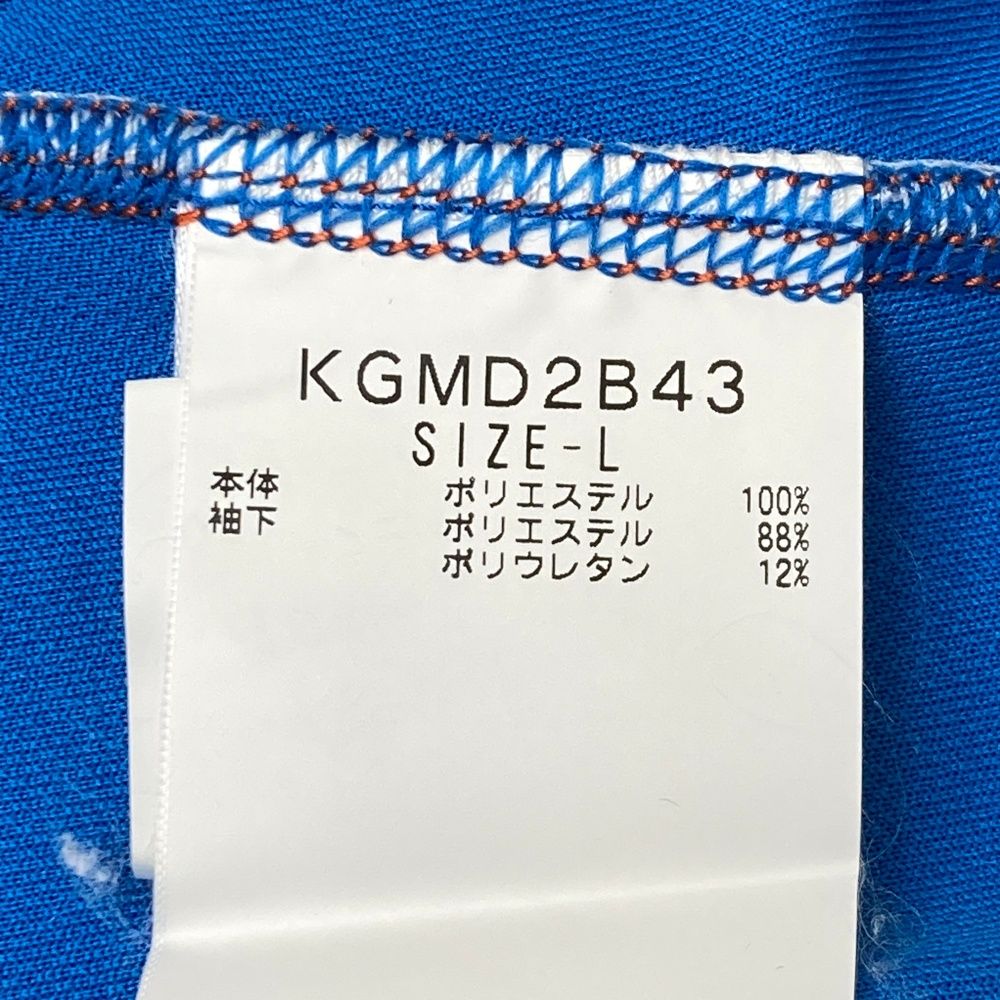 KGMD2B43
SIZE-L
本体 ポリエステル 100%
袖下 ポリエステル 88%
ポリウレタン 12%